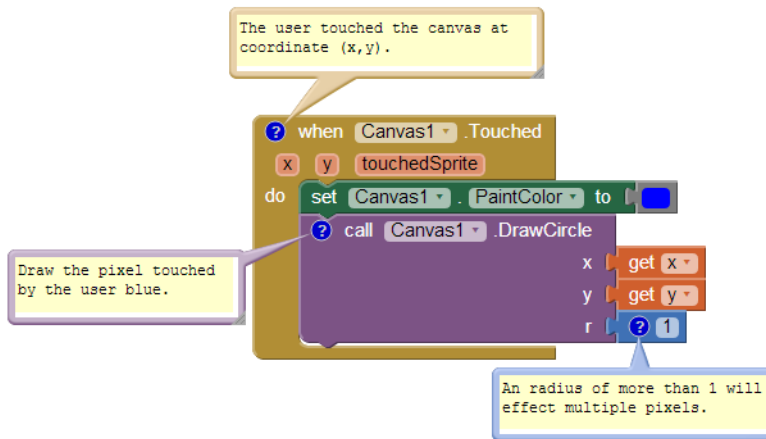 The user touched the canvas at
coordinate (x,y).
? when Canvas1 .Touched
x y touchedSprite
do set Canvas1 . PaintColor to
? call Canvas1 .DrawCircle
Draw the pixel touched
by the user blue.
x get x
y get y
r ? 1
An radius of more than 1 will
effect multiple pixels.